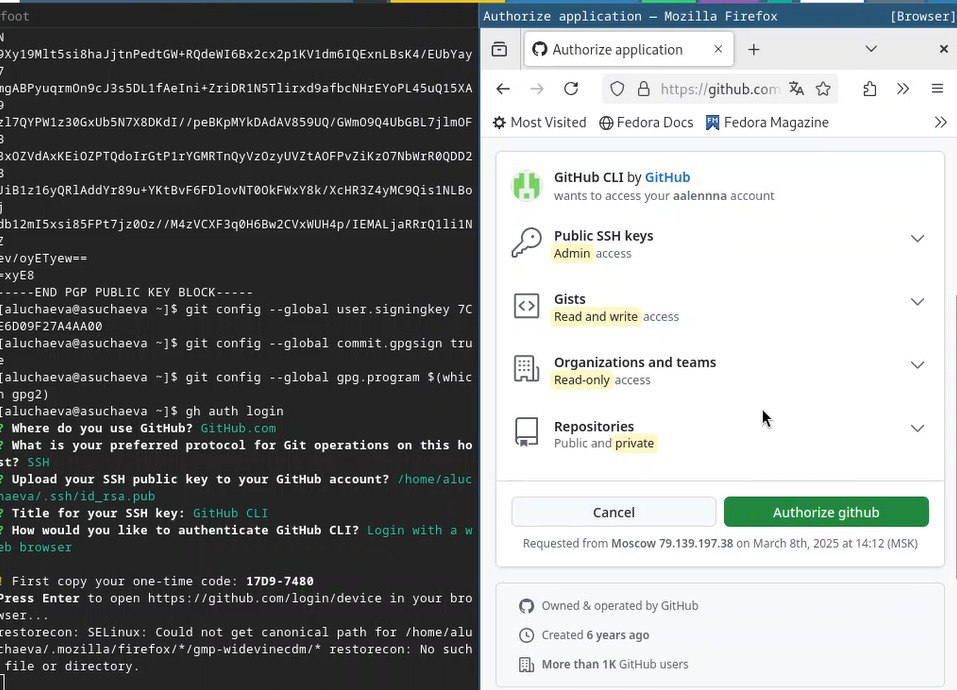 foot
N
9Xy19Mlt5si8haJjtnPedtGW+RQdeWI6Bx2cx2p1KV1dm6IQExnLBsK4/EUbYay
7
mgABPyuqrmOn9cJ3s5DL1fAeIni+ZriDR1N5Tlirxd9afbcNHrEYoPL45uQ15XA
9
zl7QYPW1z30GxUb5N7X8DKdI//peBKpMYkDAdAV859UQ/GWmO9Q4UbGBL7jlmOF
8
8xOZVdAxKEiOZPTQdoIrGtP1rYGMRTnQyVzOzyUVZtAOFPvZiKzO7NbWrR0QDD2
8
JiB1z16yQRlAddYr89u+YKtBvF6FDlovNT0OkFWxY8k/XcHR3Z4yMC9Qis1NLBo
j
db12mI5xsi85FPt7jz0Oz//M4zVCXF3q0H6Bw2CVxWUH4p/IEMALjaRRrQ1li1N
Z
ev/oyETyew==
=xyE8
-----END PGP PUBLIC KEY BLOCK-----
[aluchaeva@asuchaeva ~]$ git config --global user.signingkey 7C
E6D09F27A4AA00
[aluchaeva@asuchaeva ~]$ git config --global commit.gpgsign tru
e
[aluchaeva@asuchaeva ~]$ git config --global gpg.program $(whic
h gpg2)
[aluchaeva@asuchaeva ~]$ gh auth login
? Where do you use GitHub? GitHub.com
? What is your preferred protocol for Git operations on this ho
st? SSH
? Upload your SSH public key to your GitHub account? /home/aluc
haeva/.ssh/id_rsa.pub
? Title for your SSH key: GitHub CLI
? How would you like to authenticate GitHub CLI? Login with a w
eb browser
! First copy your one-time code: 17D9-7480
Press Enter to open https://github.com/login/device in your bro
wser...
restorecon: SELinux: Could not get canonical path for /home/alu
chaeva/.mozilla/firefox/*/gmp-widevinecdm/* restorecon: No such
file or directory.
Authorize application — Mozilla Firefox [Browser]
Authorize application
https://github.com
Most Visited Fedora Docs Fedora Magazine
GitHub CLI by GitHub
wants to access your aalennna account
Public SSH keys
Admin access
Gists
Read and write access
Organizations and teams
Read-only access
Repositories
Public and private
Cancel Authorize github
Requested from Moscow 79.139.197.38 on March 8th, 2025 at 14:12 (MSK)
Owned & operated by GitHub
Created 6 years ago
More than 1K GitHub users